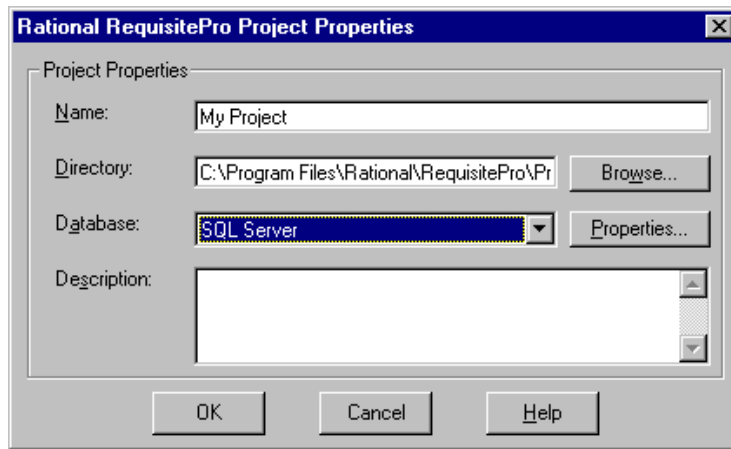 Rational RequisitePro Project Properties
Project Properties
Name:
My Project
Directory:
C:\Program Files\Rational\RequisitePro\Pr
Browse...
Database:
SQL Server
Properties...
Description:
OK
Cancel
Help